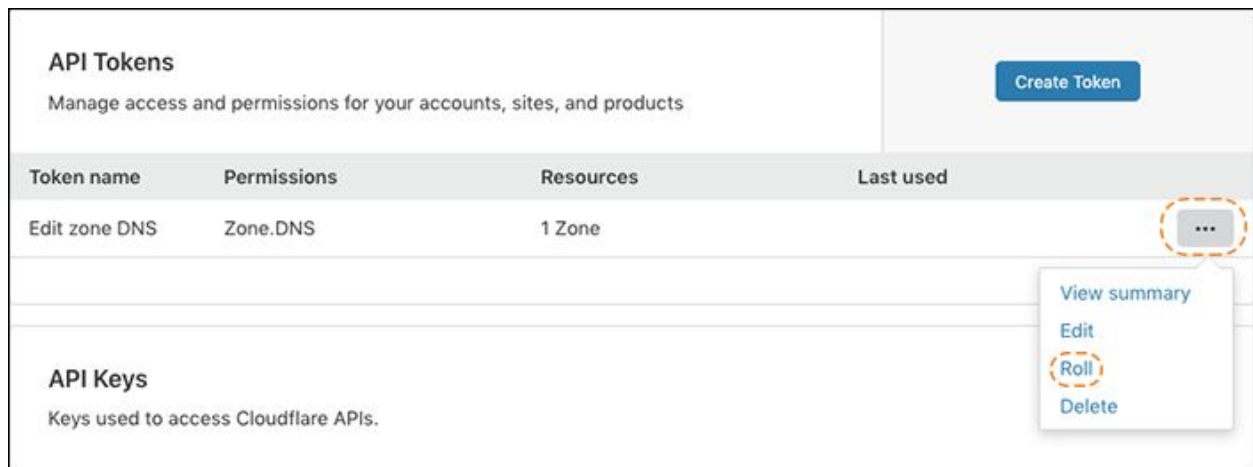 API Tokens
Manage access and permissions for your accounts, sites, and products
Create Token
Token name Permissions Resources Last used
Edit zone DNS Zone.DNS 1 Zone ...
View summary
Edit
Roll
Delete
API Keys
Keys used to access Cloudflare APIs.